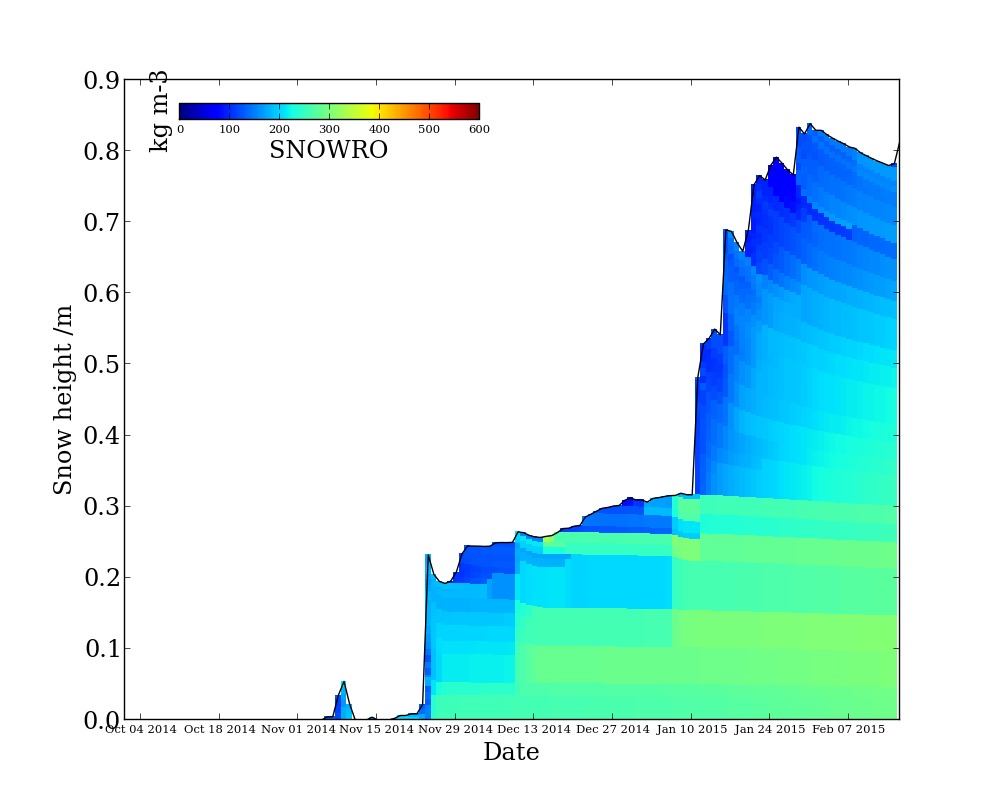 0.9
kg m-3
0 100 200 300 400 500 600
SNOWRO
0.8
0.7
0.6
Snow height /m
0.5
0.4
0.3
0.2
0.1
0.0
Oct 04 2014 Oct 18 2014 Nov 01 2014 Nov 15 2014 Nov 29 2014 Dec 13 2014 Dec 27 2014 Jan 10 2015 Jan 24 2015 Feb 07 2015
Date